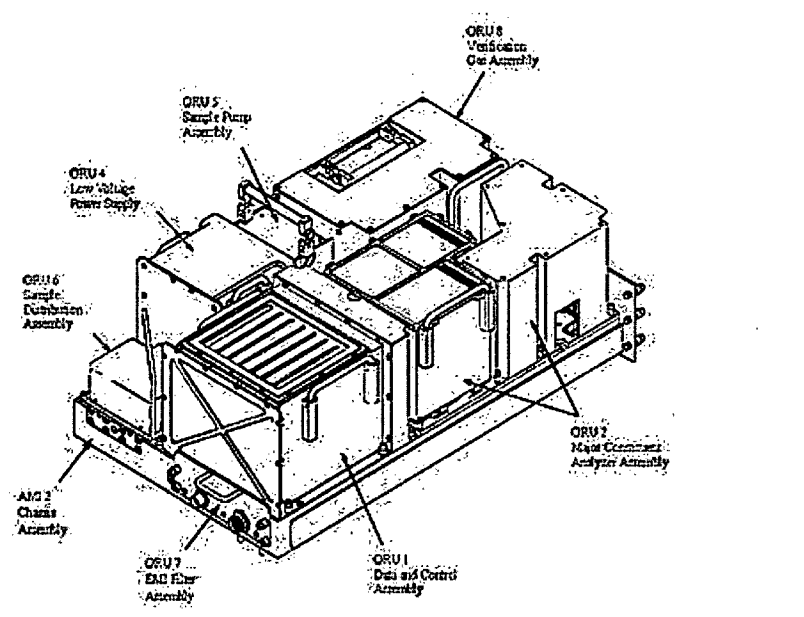 ORU 8
Verification
Gas Assembly
ORU 5
Sample Pump
Assembly
ORU 4
Low Voltage
Power Supply
ORU 6
Sample
Distribution
Assembly
ORU 2
Major Constituent
Analyzer Assembly
Chassis
Assembly
ORU 7
EMI Filter
Assembly
ORU 1
Data and Control
Assembly